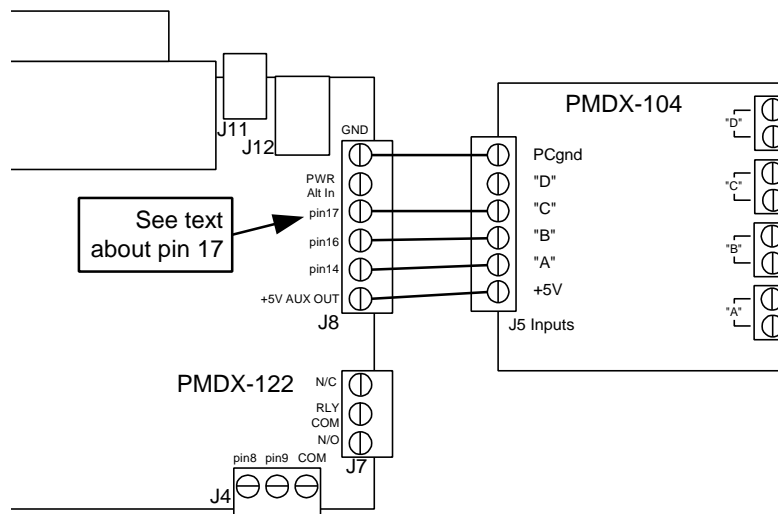 PMDX-104
J11
J12
GND
PWR
Alt In
pin17
pin16
pin14
+5V AUX OUT
J8
See text
about pin 17
PCgnd
"D"
"C"
"B"
"A"
+5V
J5 Inputs
"D"
"C"
"B"
"A"
PMDX-122
N/C
RLY
COM
N/O
J7
pin8 pin9 COM
J4